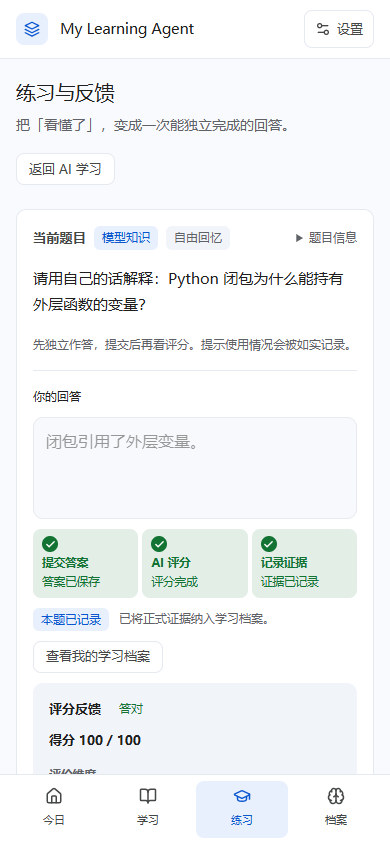 My Learning Agent
设置
练习与反馈
把「看懂了」，变成一次能独立完成的回答。
返回 AI 学习
当前题目 模型知识 自由回忆 ▶ 题目信息
请用自己的话解释：Python 闭包为什么能持有
外层函数的变量？
先独立作答，提交后再看评分。提示使用情况会被如实记录。
你的回答
闭包引用了外层变量。
提交答案 AI 评分 记录证据
答案已保存 评分完成 证据已记录
本题已记录 已将正式证据纳入学习档案。
查看我的学习档案
评分反馈 答对
得分 100 / 100
评价维度
今日 学习 练习 档案